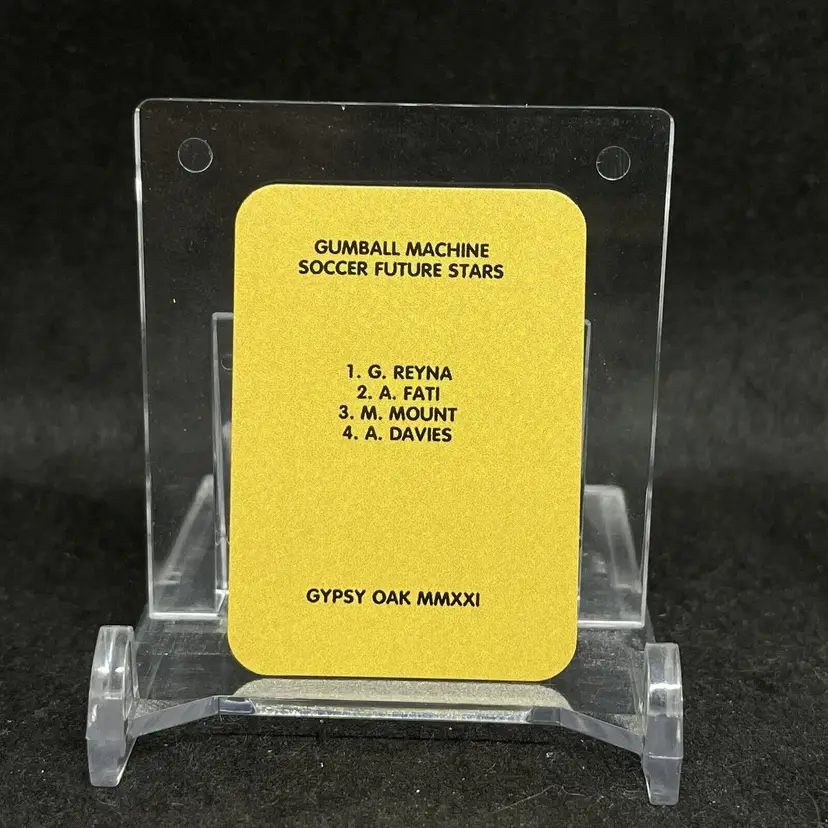 GUMBALL MACHINE
SOCCER FUTURE STARS
1. G. REYNA
2. A. FATI
3. M. MOUNT
4. A. DAVIES
GYPSY OAK MMXXI